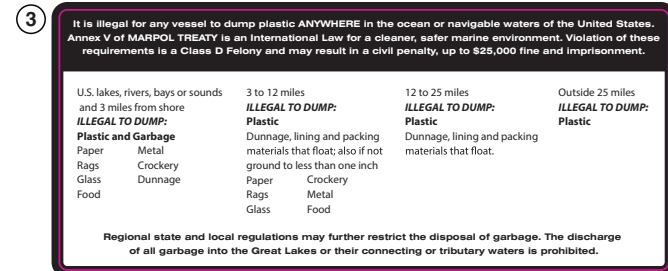 3
It is illegal for any vessel to dump plastic ANYWHERE in the ocean or navigable waters of the United States.
Annex V of MARPOL TREATY is an International Law for a cleaner, safer marine environment. Violation of these
requirements is a Class D Felony and may result in a civil penalty, up to $25,000 fine and imprisonment.
U.S. lakes, rivers, bays or sounds
and 3 miles from shore
ILLEGAL TO DUMP:
Plastic and Garbage
Paper Metal
Rags Crockery
Glass Dunnage
Food
3 to 12 miles
ILLEGAL TO DUMP:
Plastic
Dunnage, lining and packing
materials that float; also if not
ground to less than one inch
Paper Crockery
Rags Metal
Glass Food
12 to 25 miles
ILLEGAL TO DUMP:
Plastic
Dunnage, lining and packing
materials that float.
Outside 25 miles
ILLEGAL TO DUMP:
Plastic
Regional state and local regulations may further restrict the disposal of garbage. The discharge
of all garbage into the Great Lakes or their connecting or tributary waters is prohibited.